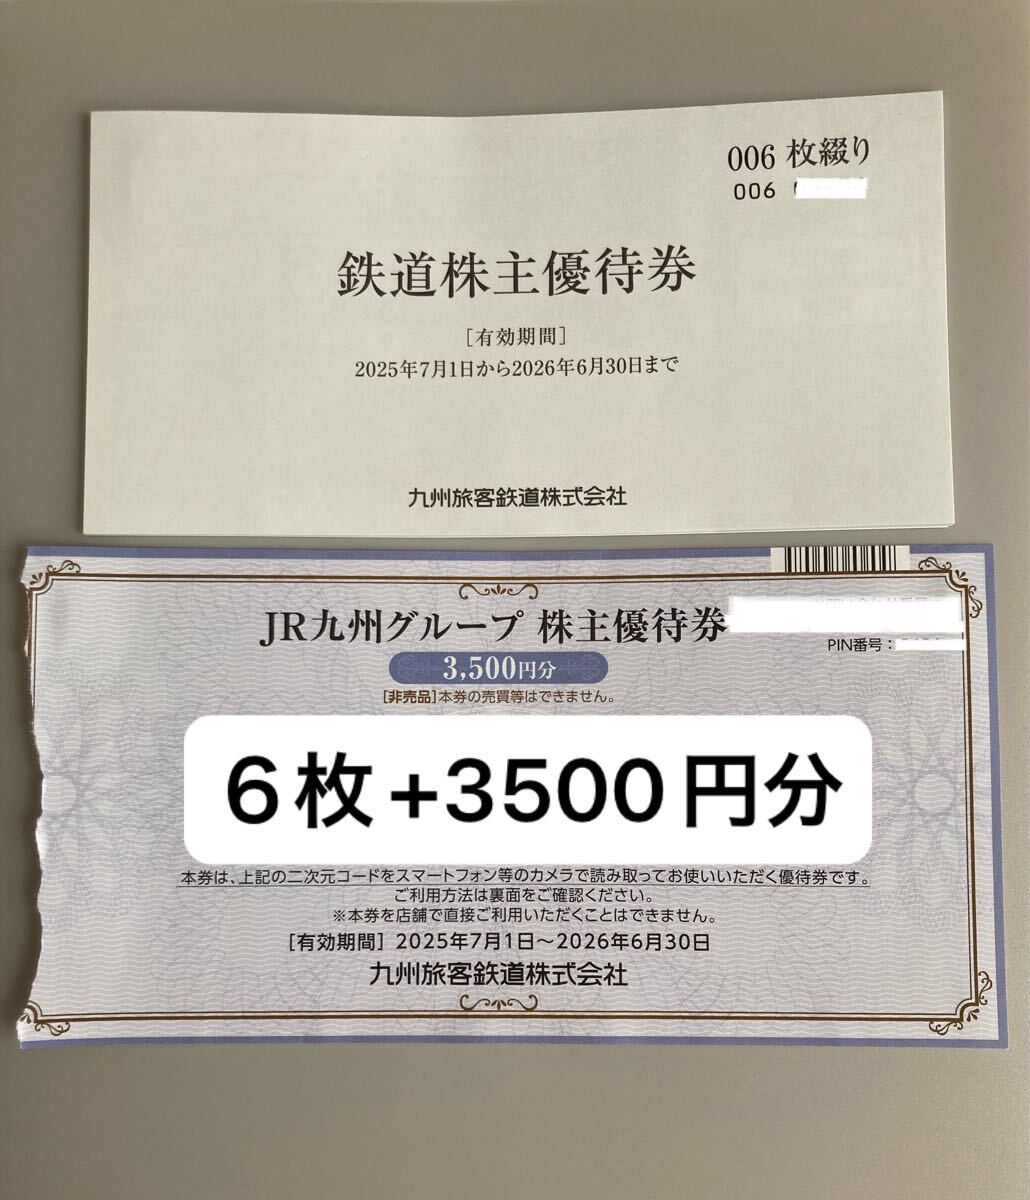 006 枚綴り
006
鉄道株主優待券
［有効期間］
2025年7月1日から2026年6月30日まで
九州旅客鉄道株式会社
JR九州グループ 株主優待券
PIN番号：
3,500円分
［非売品］本券の売買等はできません。
6枚+3500円分
本券は、上記の二次元コードをスマートフォン等のカメラで読み取ってお使いいただく優待券です。
ご利用方法は裏面をご確認ください。
※本券を店舗で直接ご利用いただくことはできません。
［有効期間］ 2025年7月1日～2026年6月30日
九州旅客鉄道株式会社